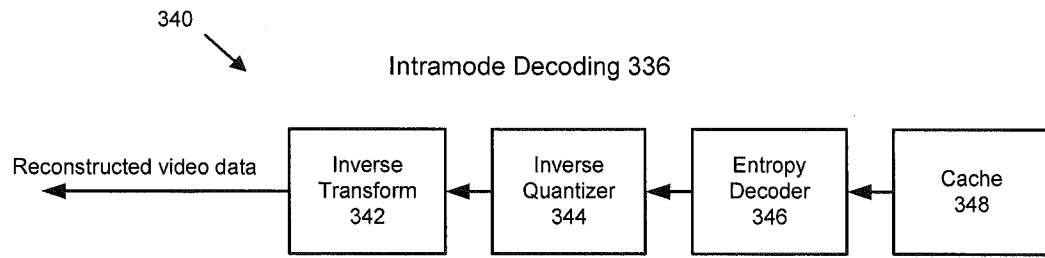 340
Intramode Decoding 336
Reconstructed video data
Inverse
Transform
342
Inverse
Quantizer
344
Entropy
Decoder
346
Cache
348